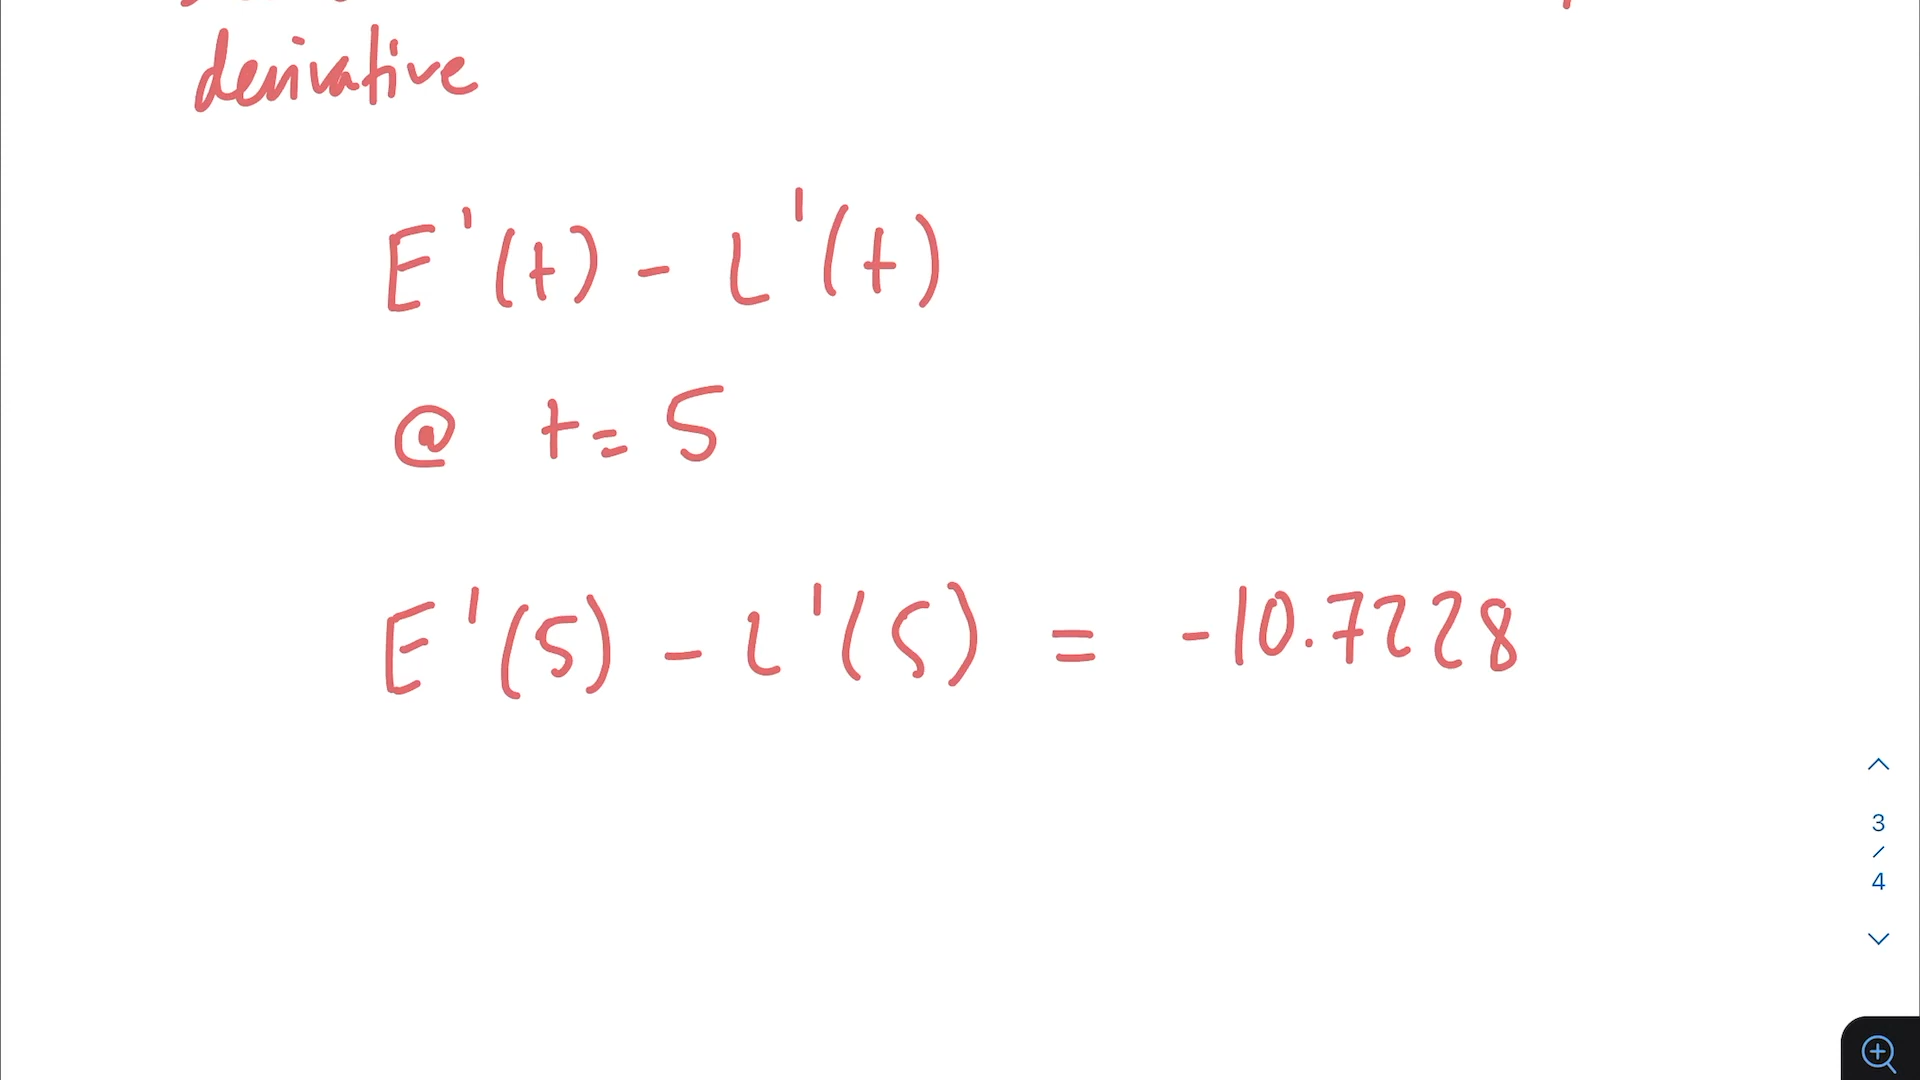 derivative
E'(t) - L'(t)
@ t = 5
E'(5) - L'(5) = -10.7228
3
/
4